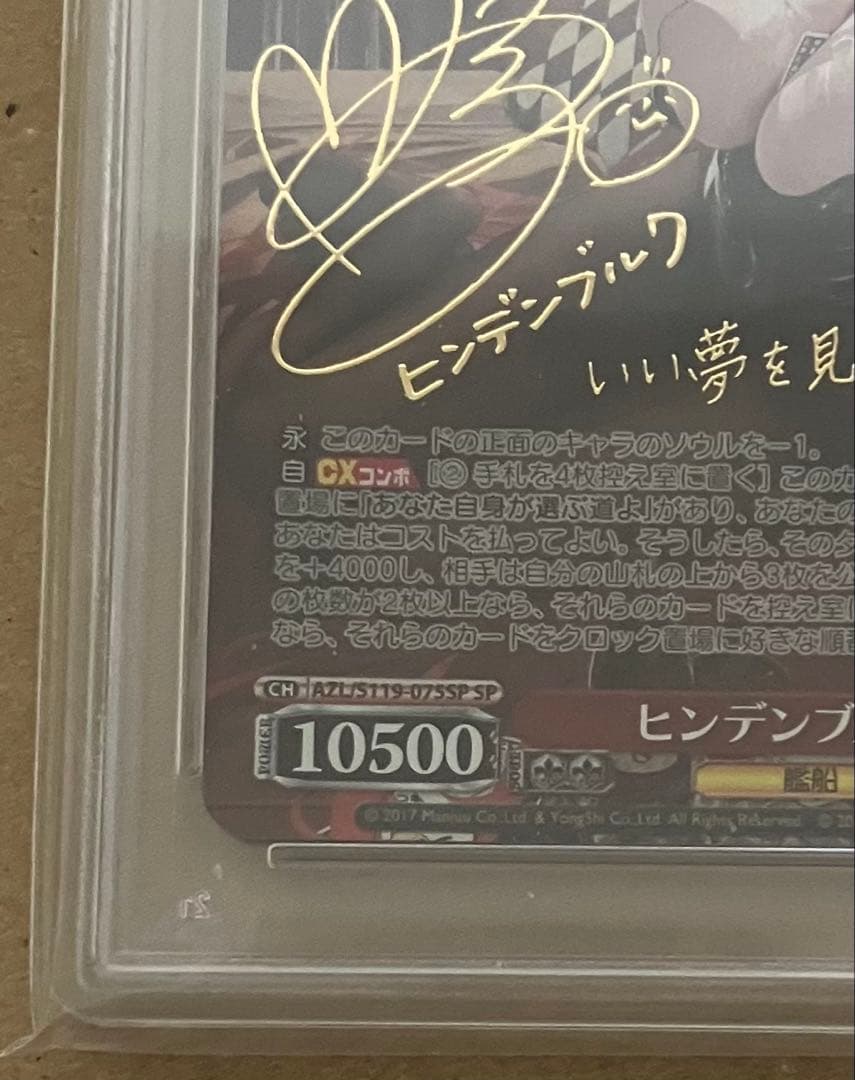 ヒンデンブルク
いい夢を見
永 このカードの正面のキャラのソウルを－1。
自 CXコンボ [② 手札を4枚控え室に置く] このカ
置場に「あなた自身が選ぶ道よ」があり、あなたの
あなたはコストを払ってよい。そうしたら、そのタ
を＋4000し、相手は自分の山札の上から3枚を公
の枚数が2枚以上なら、それらのカードを控え室に
なら、それらのカードをクロック置場に好きな順番
CH AZL/S119-075SP SP
POWER 10500 SOUL
ヒンデンブ
艦船
© 2017 Manjuu Co.,Ltd. & YongShi Co.,Ltd. All Rights Reserved. © 20